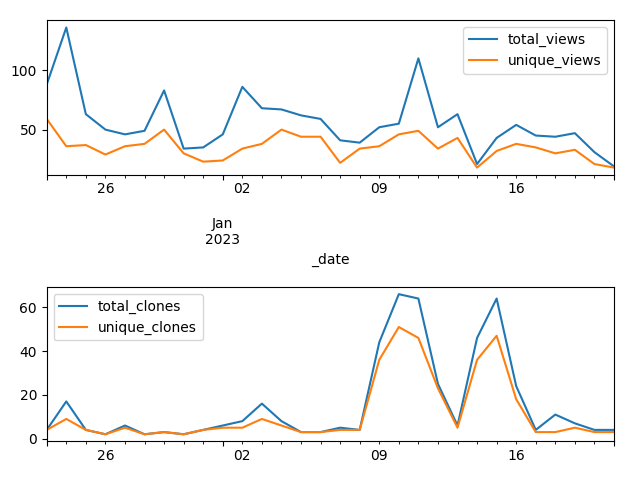 total_views
unique_views
100
50
26
02
09
16
Jan
2023
_date
total_clones
unique_clones
60
40
20
0
26
02
09
16